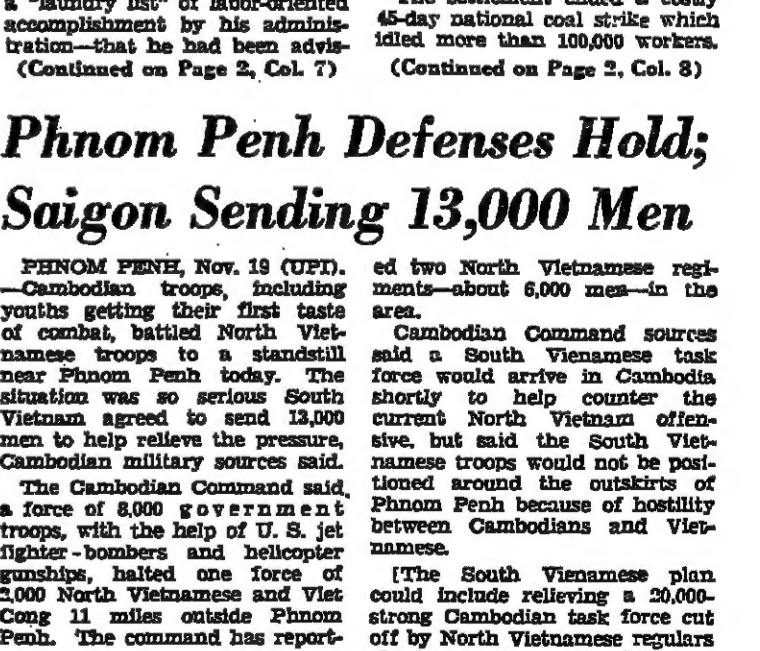 a "laundry list" of labor-oriented
accomplishment by his adminis-
tration—that he had been advis-
(Continued on Page 2, Col. 7)
The settlement ended a costly
45-day national coal strike which
idled more than 100,000 workers.
(Continued on Page 2, Col. 8)
Phnom Penh Defenses Hold;
Saigon Sending 13,000 Men
PHNOM PENH, Nov. 19 (UPI).
—Cambodian troops, including
youths getting their first taste
of combat, battled North Viet-
namese troops to a standstill
near Phnom Penh today. The
situation was so serious South
Vietnam agreed to send 13,000
men to help relieve the pressure,
Cambodian military sources said.
The Cambodian Command said
a force of 8,000 government
troops, with the help of U. S. jet
fighter-bombers and helicopter
gunships, halted one force of
2,000 North Vietnamese and Viet
Cong 11 miles outside Phnom
Penh. The command has report-
ed two North Vietnamese regi-
ments—about 6,000 men—in the
area.
Cambodian Command sources
said a South Vienamese task
force would arrive in Cambodia
shortly to help counter the
current North Vietnam offen-
sive, but said the South Viet-
namese troops would not be posi-
tioned around the outskirts of
Phnom Penh because of hostility
between Cambodians and Viet-
namese.
[The South Vienamese plan
could include relieving a 20,000-
strong Cambodian task force cut
off by North Vietnamese regulars